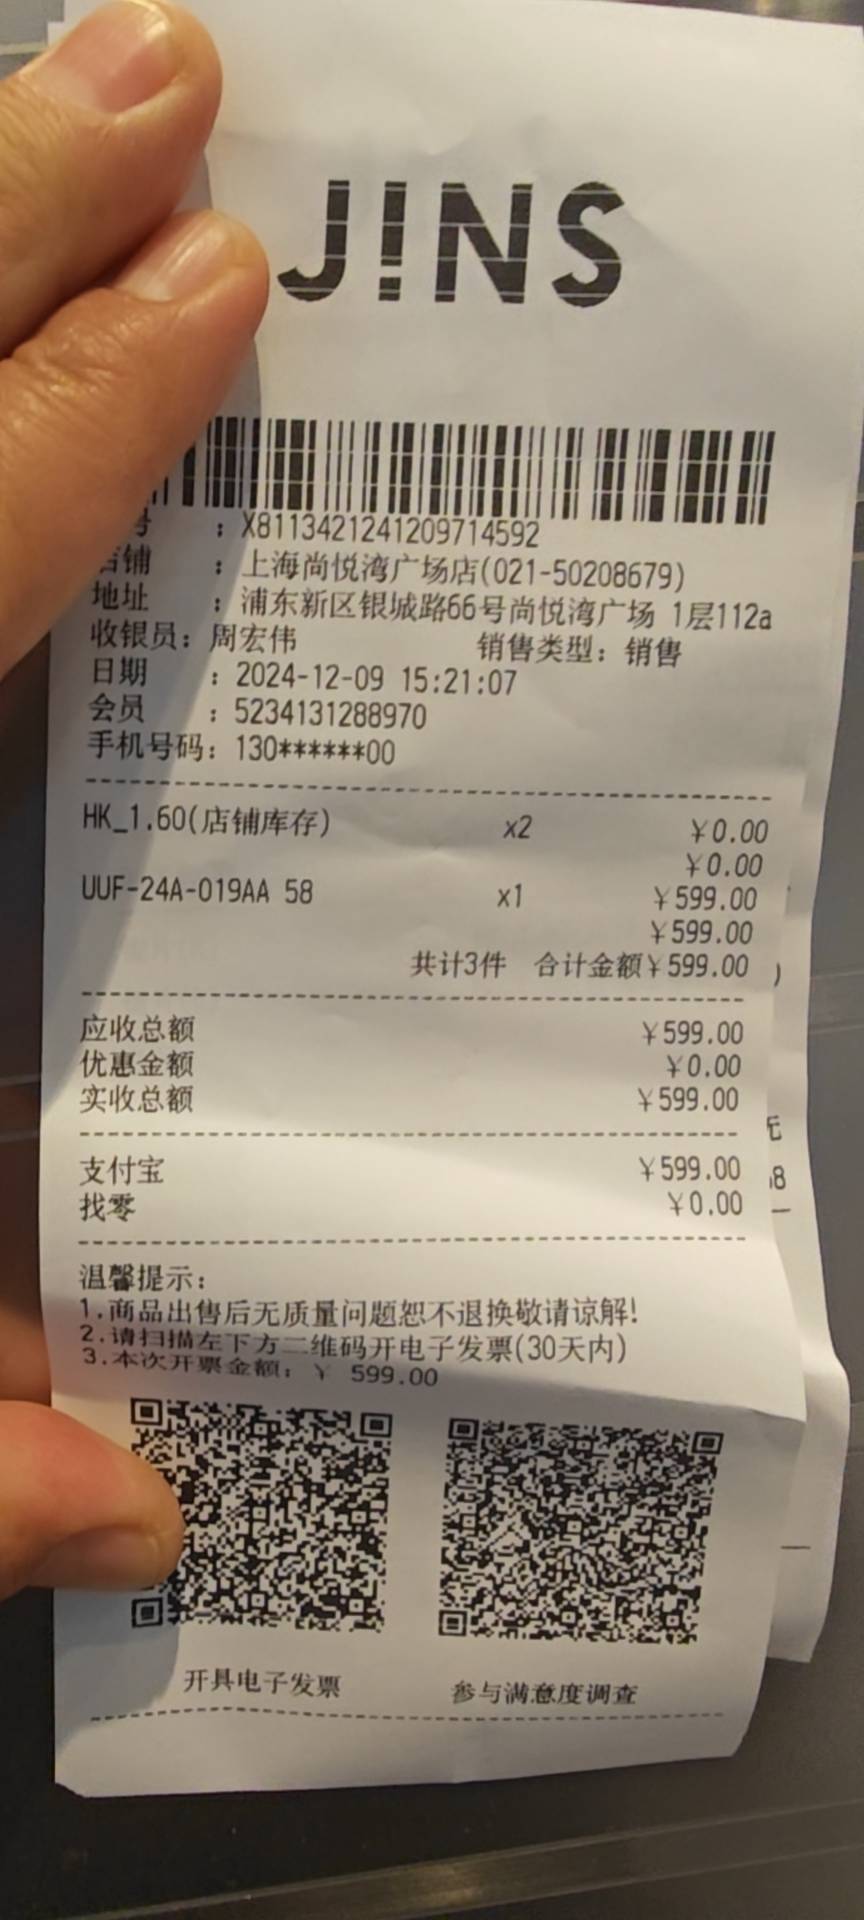 J!NS
号 : X8113421241209714592
店铺 : 上海尚悦湾广场店(021-50208679)
地址 : 浦东新区银城路66号尚悦湾广场 1层112a
收银员: 周宏伟 销售类型: 销售
日期 : 2024-12-09 15:21:07
会员 : 5234131288970
手机号码: 130******00
HK_1.60(店铺库存) x2 ¥0.00
¥0.00
UUF-24A-019AA 58 x1 ¥599.00
¥599.00
共计3件 合计金额¥599.00
应收总额 ¥599.00
优惠金额 ¥0.00
实收总额 ¥599.00
支付宝 ¥599.00
找零 ¥0.00
温馨提示:
1.商品出售后无质量问题恕不退换敬请谅解!
2.请扫描左下方二维码开电子发票(30天内)
3.本次开票金额: ¥ 599.00
开具电子发票 参与满意度调查